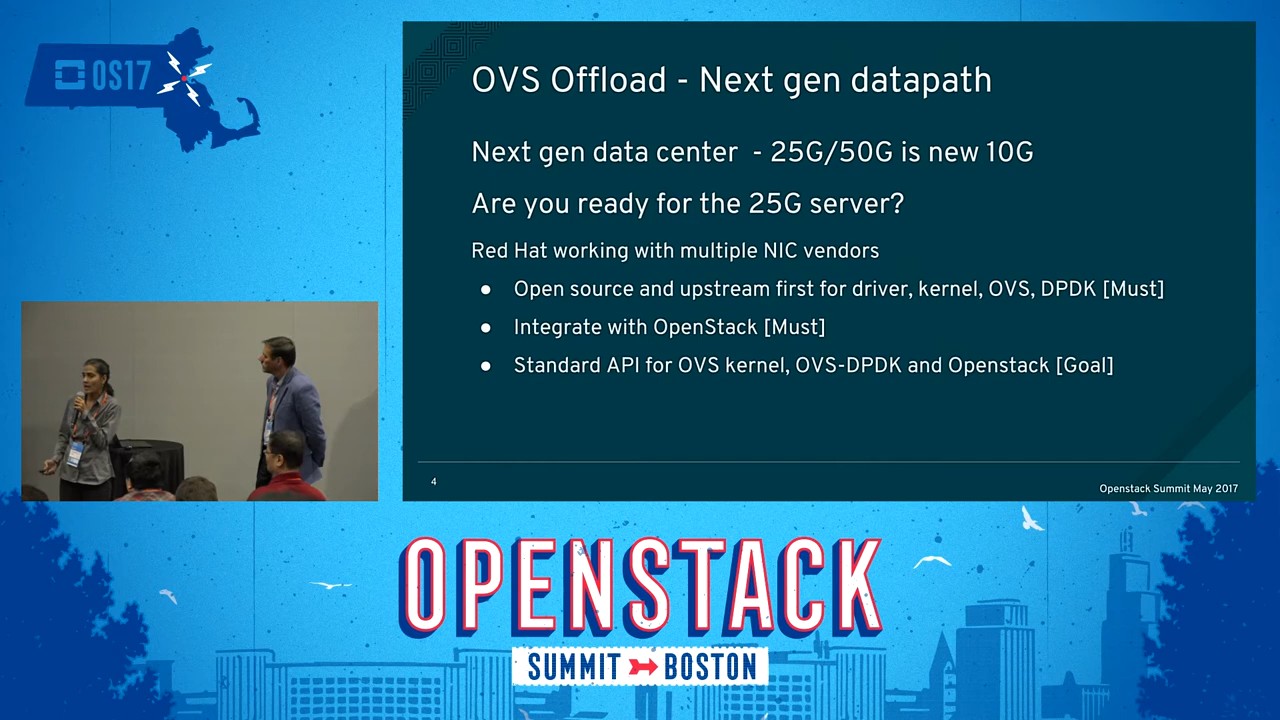 OS17
OVS Offload - Next gen datapath
Next gen data center - 25G/50G is new 10G
Are you ready for the 25G server?
Red Hat working with multiple NIC vendors
● Open source and upstream first for driver, kernel, OVS, DPDK [Must]
● Integrate with OpenStack [Must]
● Standard API for OVS kernel, OVS-DPDK and Openstack [Goal]
4
Openstack Summit May 2017
OPENSTACK
SUMMIT BOSTON